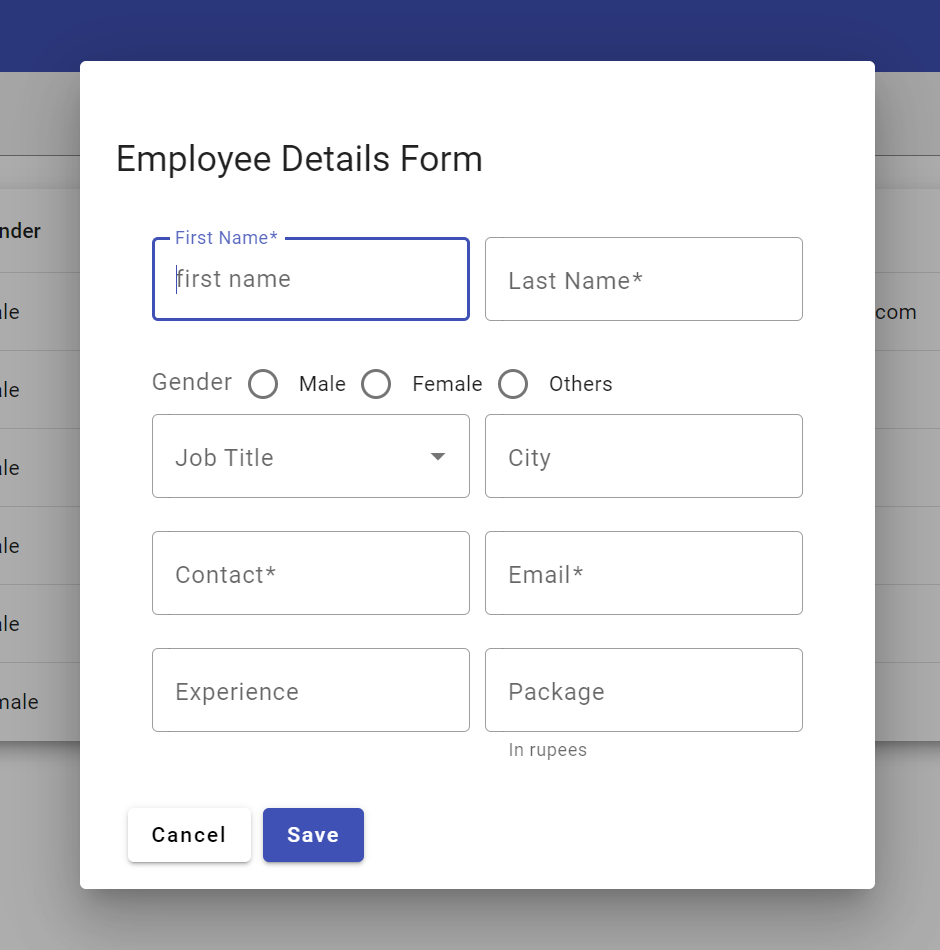 Employee Details Form
nder
First Name*
first name
Last Name*
ale
com
Gender Male Female Others
ale
Job Title
City
ale
ale
Contact*
Email*
ale
Experience
Package
male
In rupees
Cancel
Save